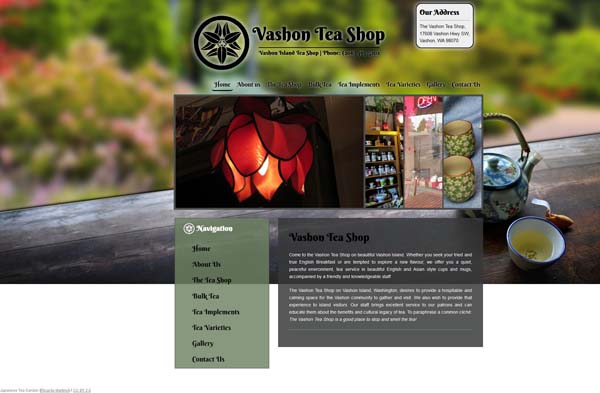 Vashon Tea Shop
Vashon Island Tea Shop | Phone:
Our Address
The Vashon Tea Shop,
17608 Vashon Hwy SW,
Vashon, WA 98070
Home About us The Tea Shop Bulk Tea Tea Implements Tea Varieties Gallery Contact Us
Navigation
Home
About Us
The Tea Shop
Bulk Tea
Tea Implements
Tea Varieties
Gallery
Contact Us
Vashon Tea Shop
Come to the Vashon Tea Shop on beautiful Vashon Island. Whether you seek your tried and
true English Breakfast or are tempted to explore a new flavour: we offer you a quiet,
peaceful environment, tea service in beautiful English and Asian style cups and mugs,
accompanied by a friendly and knowledgeable staff
The Vashon Tea Shop on Vashon Island, Washington, desires to provide a hospitable and
calming space for the Vashon community to gather and visit. We also wish to provide that
experience to island visitors. Our staff brings excellent service to our patrons and can
educate them about the benefits and cultural legacy of tea. To paraphrase a common cliché:
The Vashon Tea Shop is a good place to stop and smell the tea!
Japanese Tea Garden / CC BY 2.0